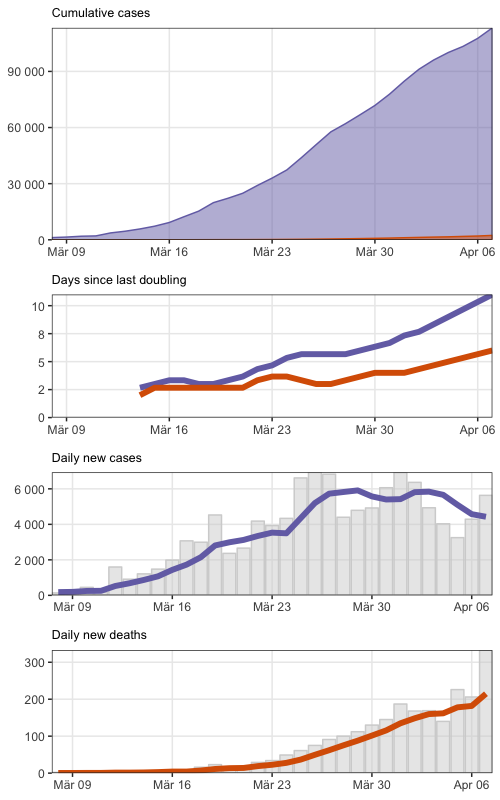 Cumulative cases
90 000
60 000
30 000
0
Mär 09 Mär 16 Mär 23 Mär 30 Apr 06
Days since last doubling
10
8
5
2
0
Mär 09 Mär 16 Mär 23 Mär 30 Apr 06
Daily new cases
6 000
4 000
2 000
0
Mär 09 Mär 16 Mär 23 Mär 30 Apr 06
Daily new deaths
300
200
100
0
Mär 09 Mär 16 Mär 23 Mär 30 Apr 06